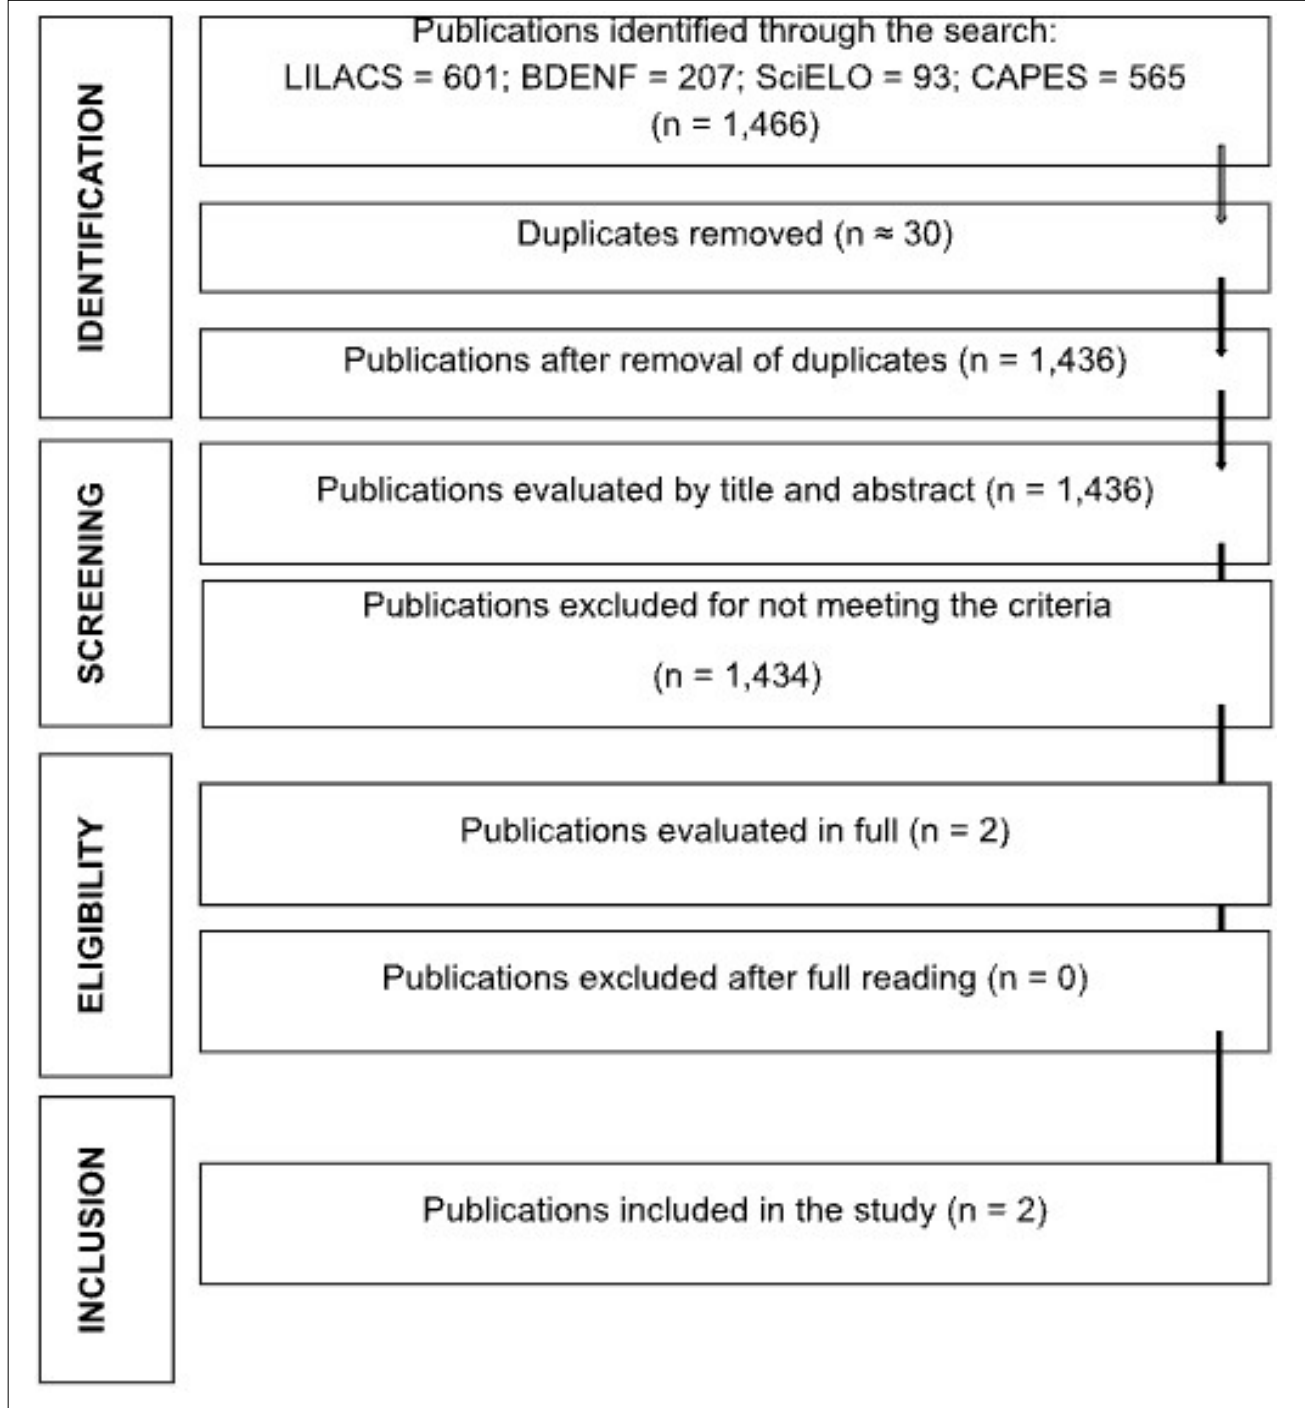 IDENTIFICATION
Publications identified through the search:
LILACS = 601; BDENF = 207; SciELO = 93; CAPES = 565
(n = 1,466)
Duplicates removed (n ≈ 30)
Publications after removal of duplicates (n = 1,436)
SCREENING
Publications evaluated by title and abstract (n = 1,436)
Publications excluded for not meeting the criteria
(n = 1,434)
ELIGIBILITY
Publications evaluated in full (n = 2)
Publications excluded after full reading (n = 0)
INCLUSION
Publications included in the study (n = 2)